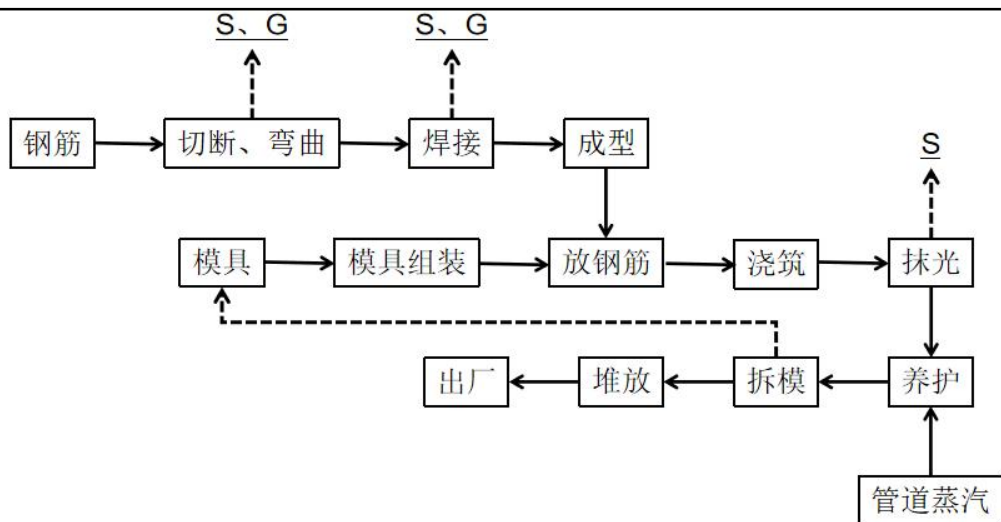 S、G
S、G
钢筋
切断、弯曲
焊接
成型
S
模具
模具组装
放钢筋
浇筑
抹光
出厂
堆放
拆模
养护
管道蒸汽